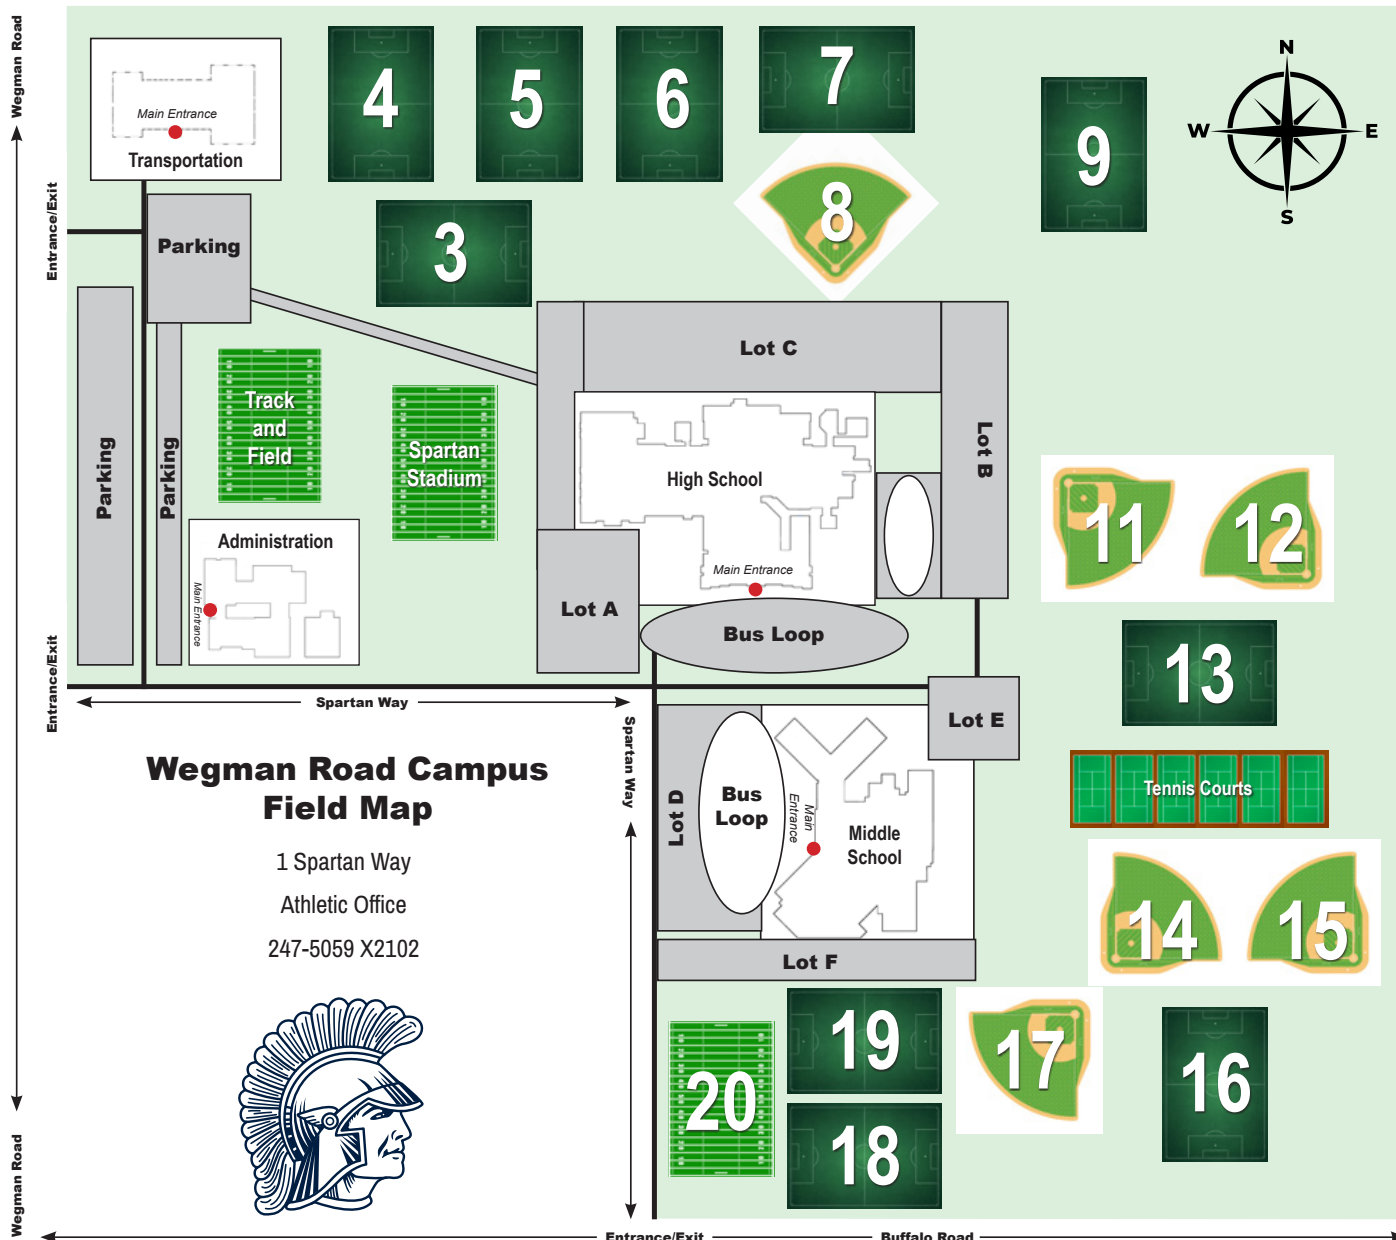 Wegman Road
4
5
6
7
9
N
W
E
S
Main Entrance
Transportation
8
Entrance/Exit
Parking
3
Lot C
Track
and
Field
Spartan
Stadium
Parking
Parking
High School
Lot B
11
12
Administration
Main Entrance
Main Entrance
Lot A
Bus Loop
13
Entrance/Exit
Spartan Way
Lot E
Spartan Way
Wegman Road Campus
Field Map
1 Spartan Way
Athletic Office
247-5059 X2102
Lot D
Bus
Loop
Main
Entrance
Middle
School
Tennis Courts
14
15
Lot F
19
17
16
20
18
Wegman Road
Entrance/Exit
Buffalo Road